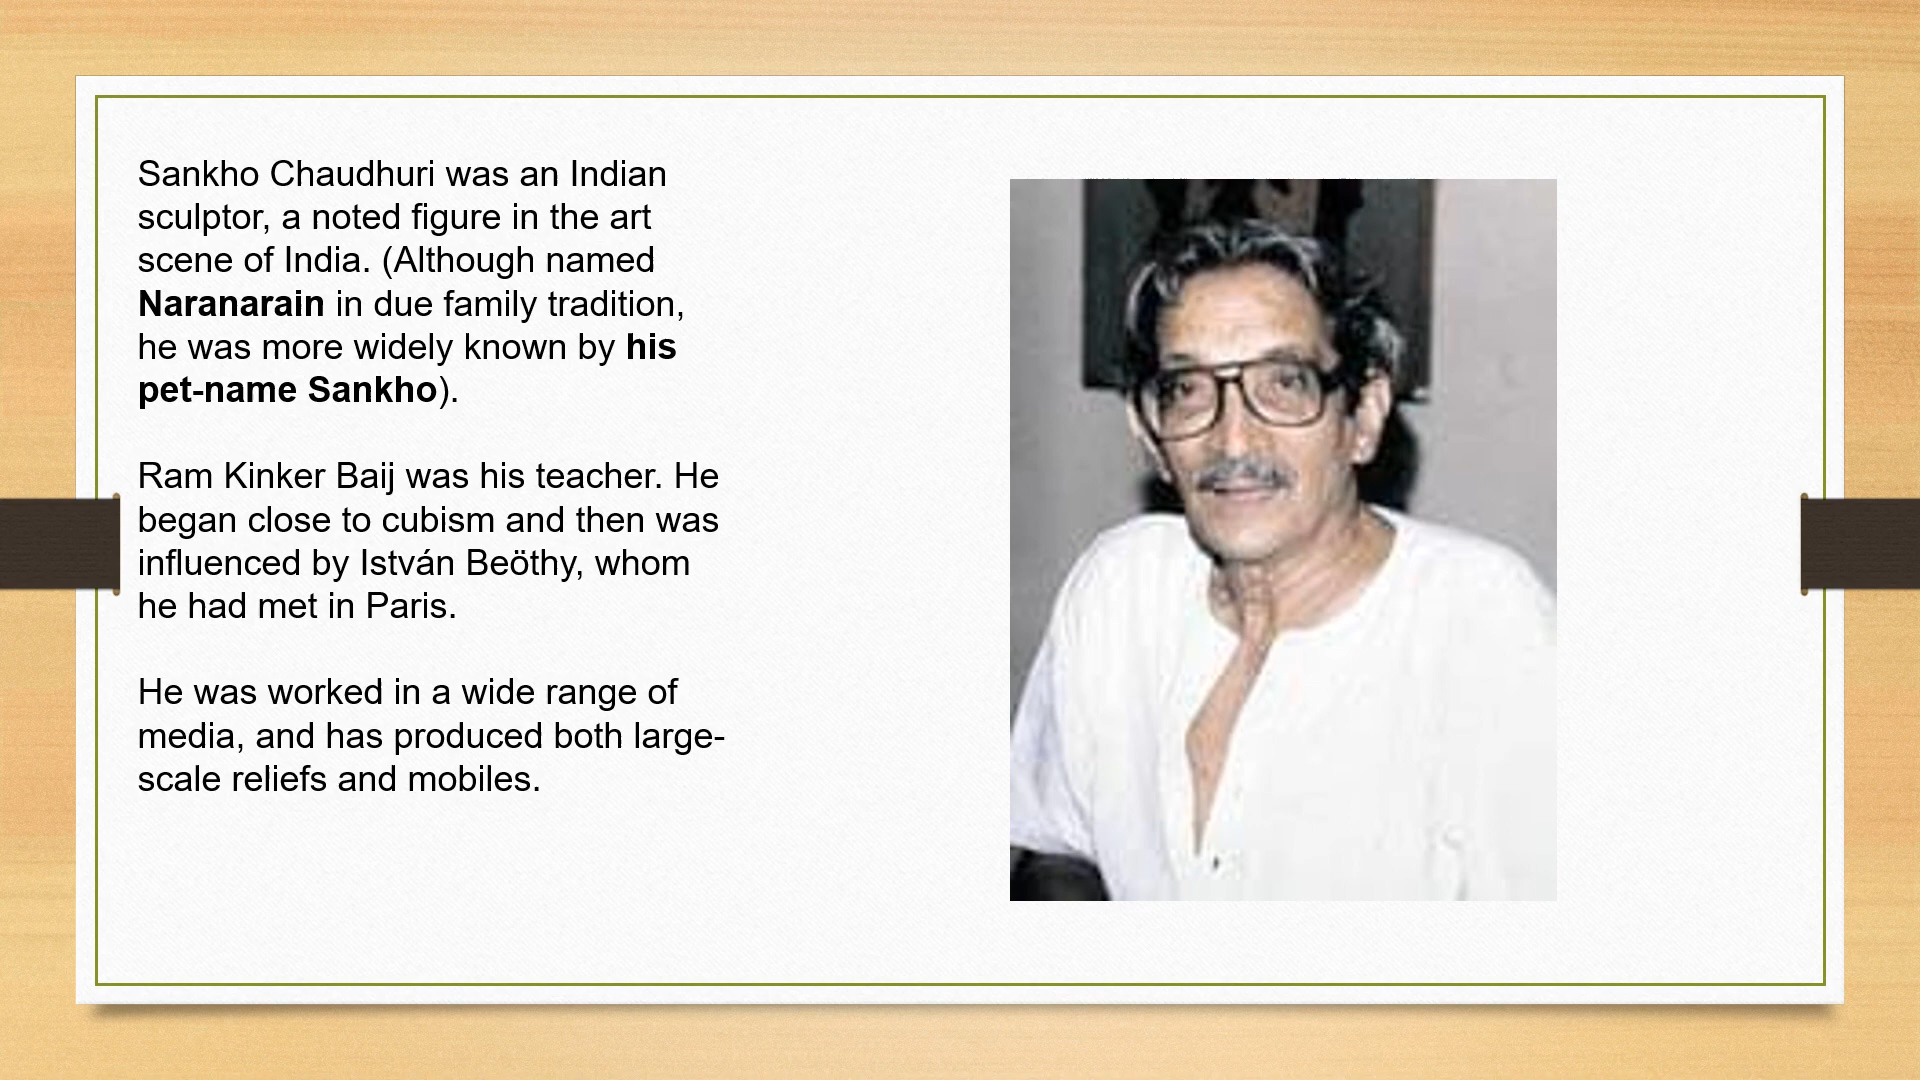 Sankho Chaudhuri was an Indian
sculptor, a noted figure in the art
scene of India. (Although named
Naranarain in due family tradition,
he was more widely known by his
pet-name Sankho).
Ram Kinker Baij was his teacher. He
began close to cubism and then was
influenced by István Beöthy, whom
he had met in Paris.
He was worked in a wide range of
media, and has produced both large-
scale reliefs and mobiles.